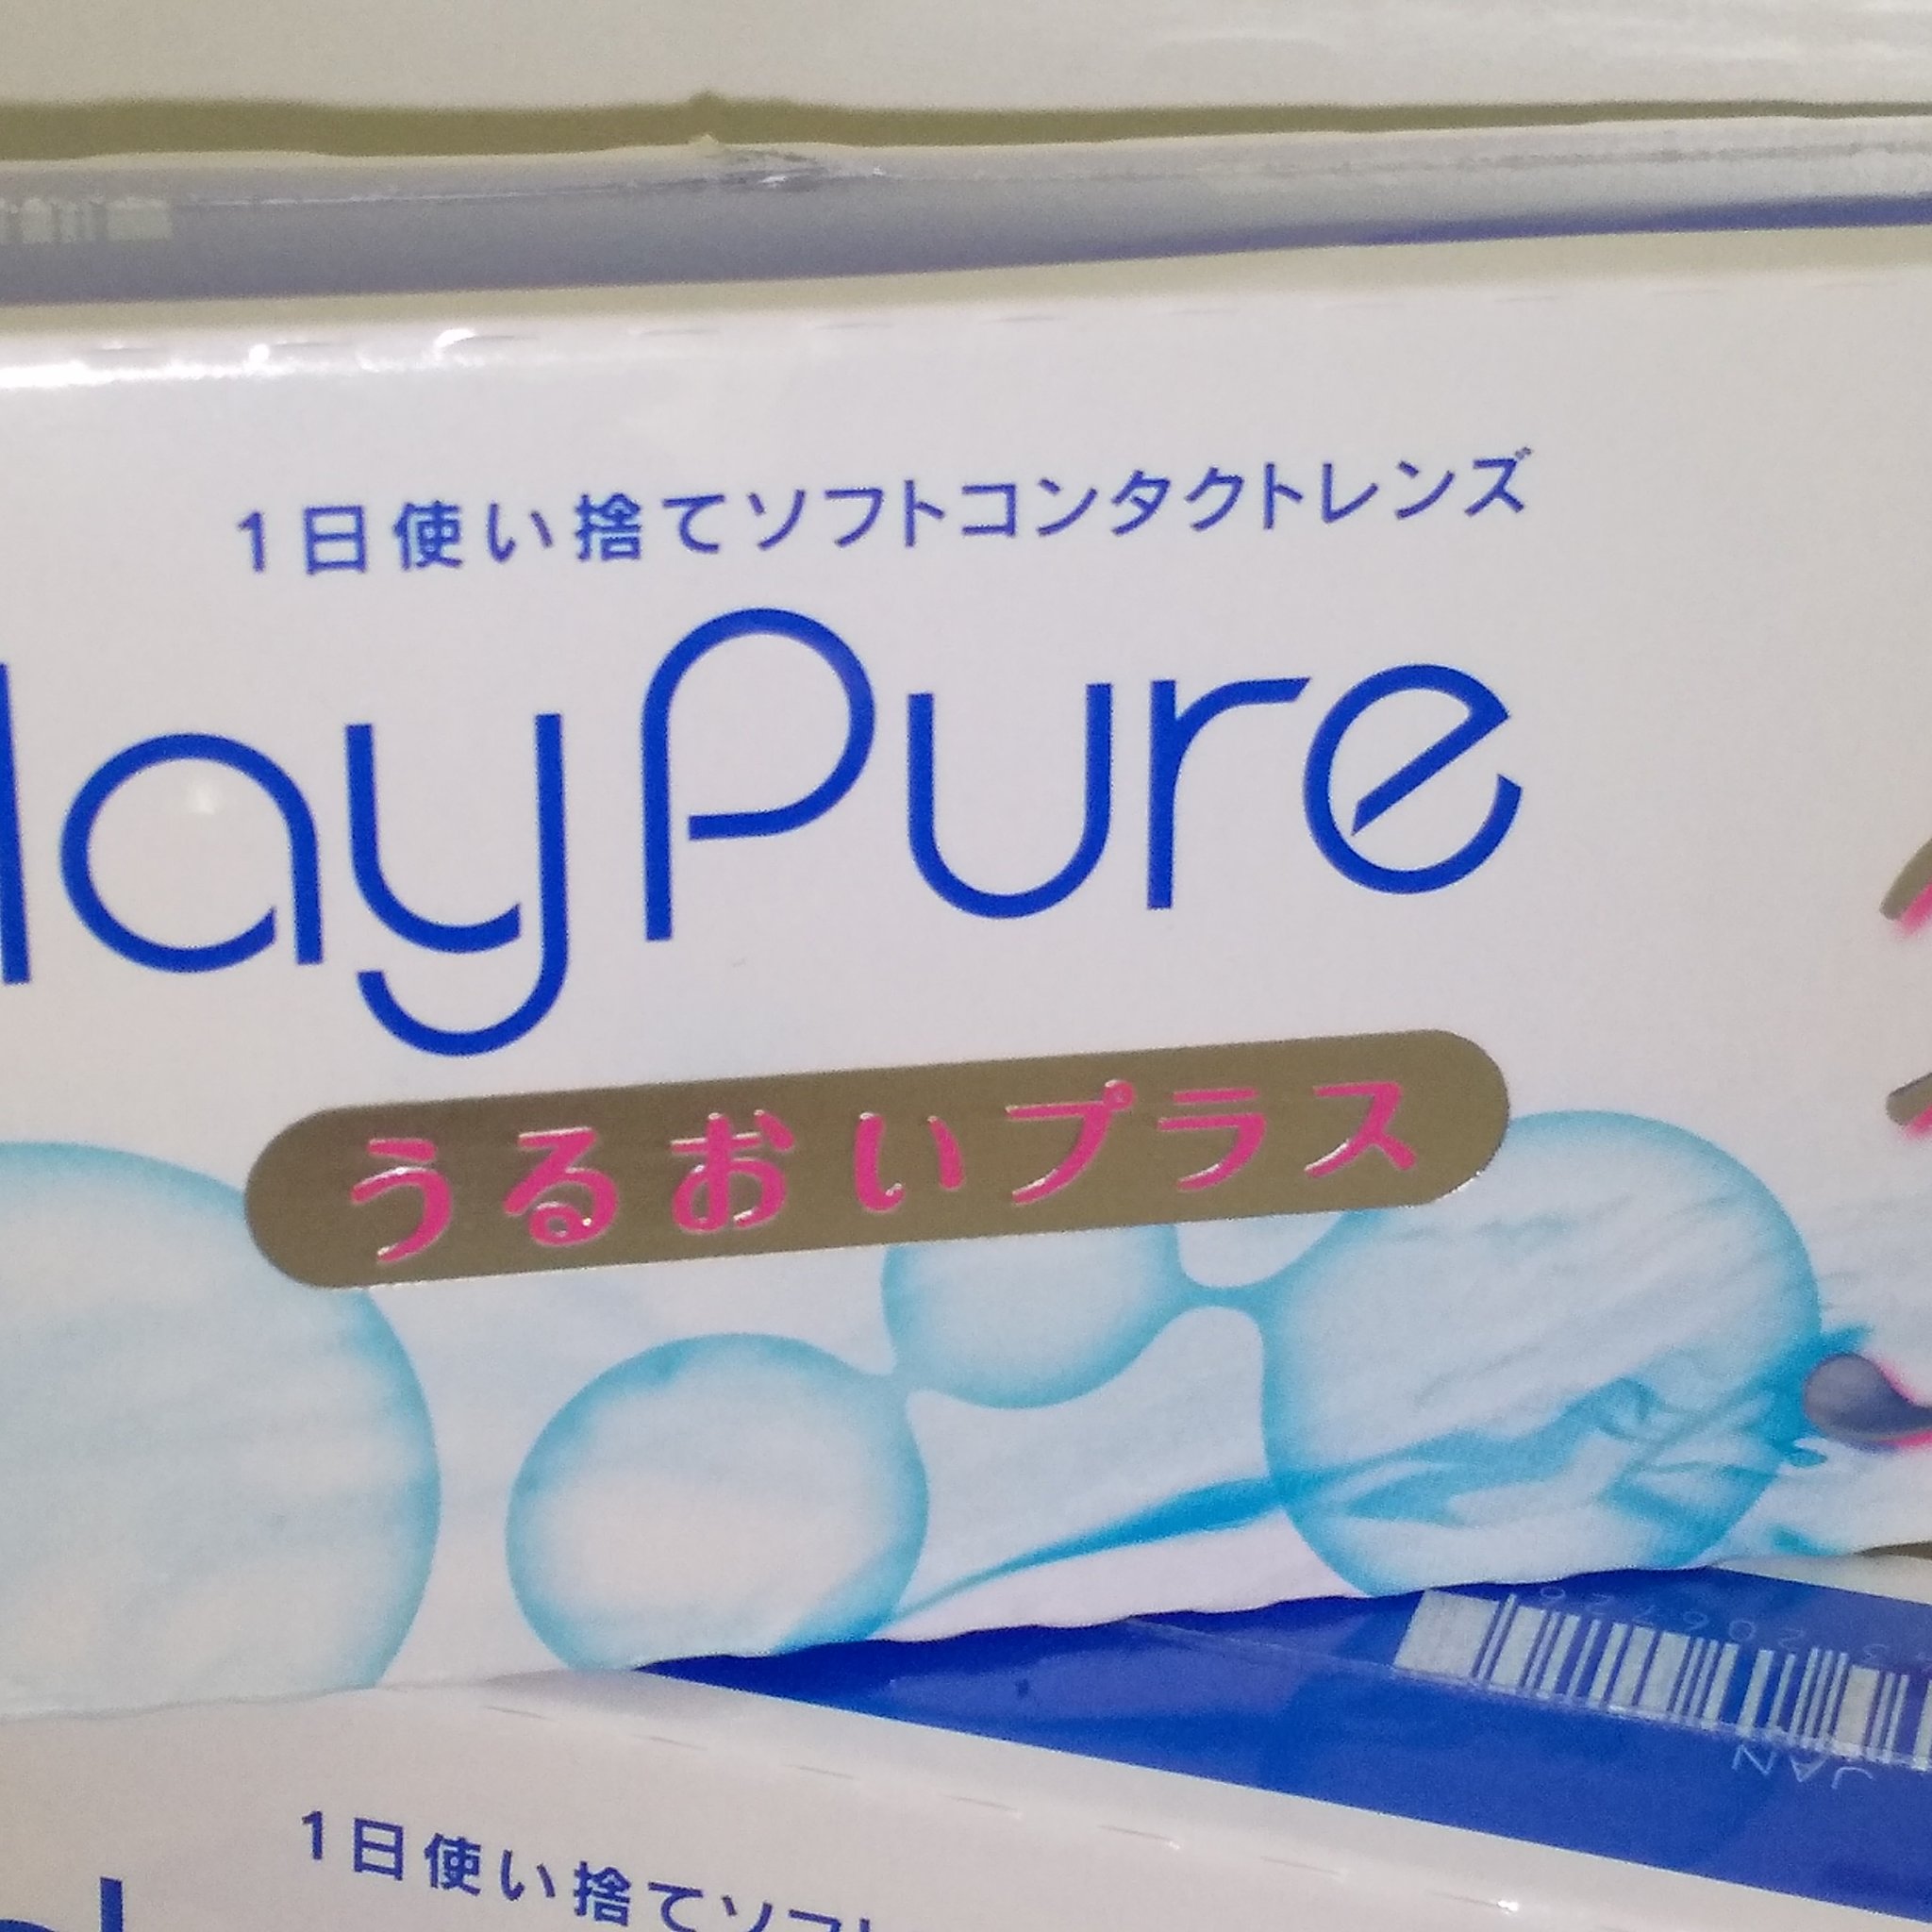 1日使い捨てソフトコンタクトレンズ
dayPure
うるおいプラス
JAN
1日使い捨てソフト